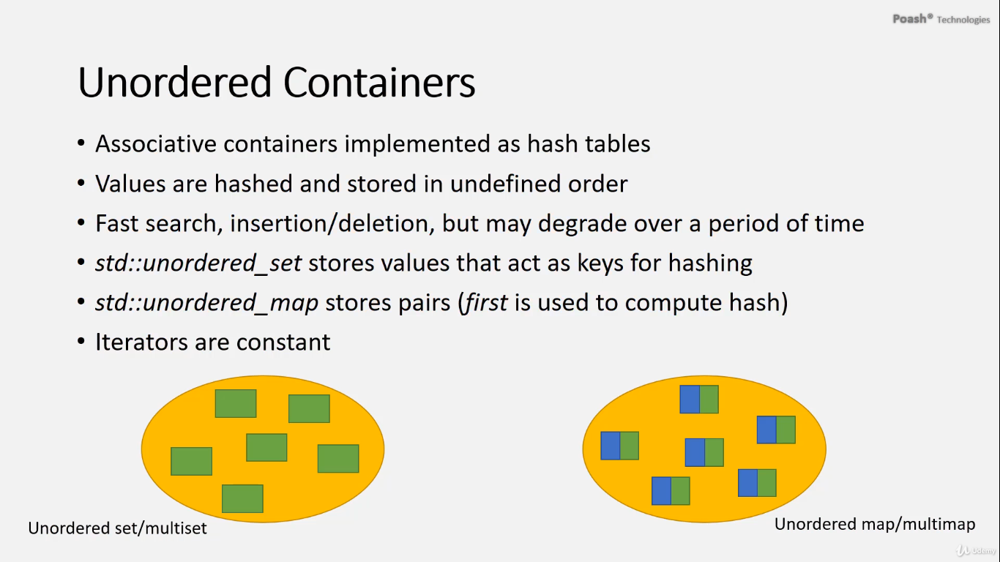 Poash® Technologies
Unordered Containers
• Associative containers implemented as hash tables
• Values are hashed and stored in undefined order
• Fast search, insertion/deletion, but may degrade over a period of time
• std::unordered_set stores values that act as keys for hashing
• std::unordered_map stores pairs (first is used to compute hash)
• Iterators are constant
Unordered set/multiset
Unordered map/multimap
Udemy